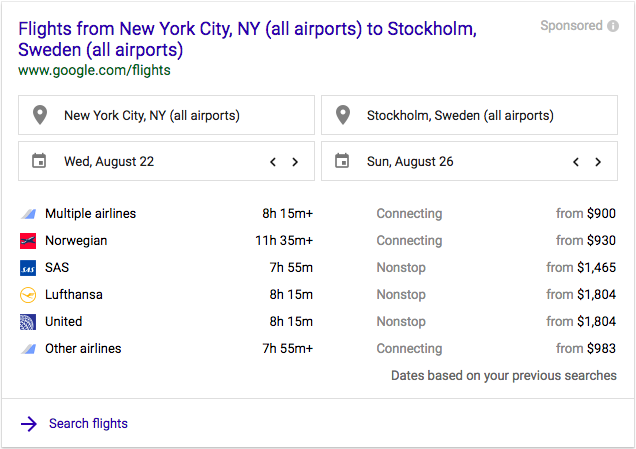 Flights from New York City, NY (all airports) to Stockholm, Sponsored
Sweden (all airports)
www.google.com/flights
New York City, NY (all airports) Stockholm, Sweden (all airports)
Wed, August 22 Sun, August 26
Multiple airlines 8h 15m+ Connecting from $900
Norwegian 11h 35m+ Connecting from $930
SAS SAS 7h 55m Nonstop from $1,465
Lufthansa 8h 15m Nonstop from $1,804
United 8h 15m Nonstop from $1,804
Other airlines 7h 55m+ Connecting from $983
Dates based on your previous searches
Search flights